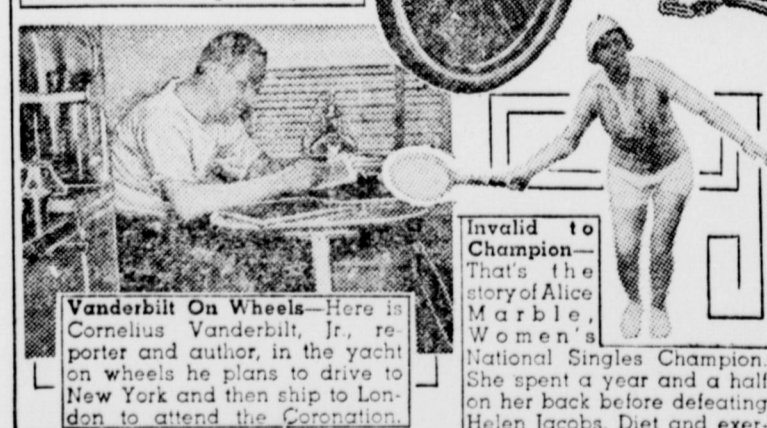 Vanderbilt On Wheels—Here is
Cornelius Vanderbilt, Jr., re-
porter and author, in the yacht
on wheels he plans to drive to
New York and then ship to Lon-
don to attend the Coronation.
Invalid to
Champion—
That's the
story of Alice
Marble,
Women's
National Singles Champion.
She spent a year and a half
on her back before defeating
Helen Jacobs. Diet and exer-